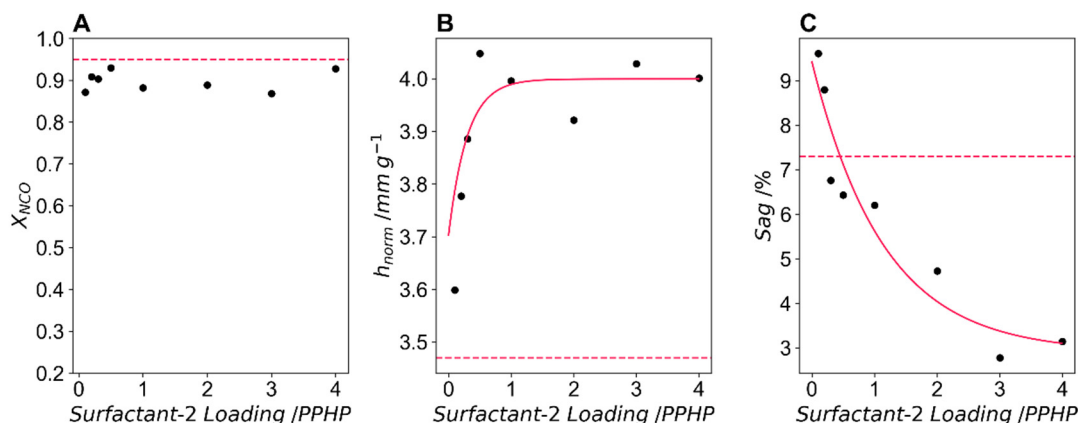 A
1.0
0.9
0.8
0.7
0.6
0.5
0.4
0.3
0.2
X_NCO
0 1 2 3 4
Surfactant-2 Loading /PPHP
B
4.0
3.9
3.8
3.7
3.6
3.5
h_norm /mm g⁻¹
0 1 2 3 4
Surfactant-2 Loading /PPHP
C
9
8
7
6
5
4
3
Sag /%
0 1 2 3 4
Surfactant-2 Loading /PPHP